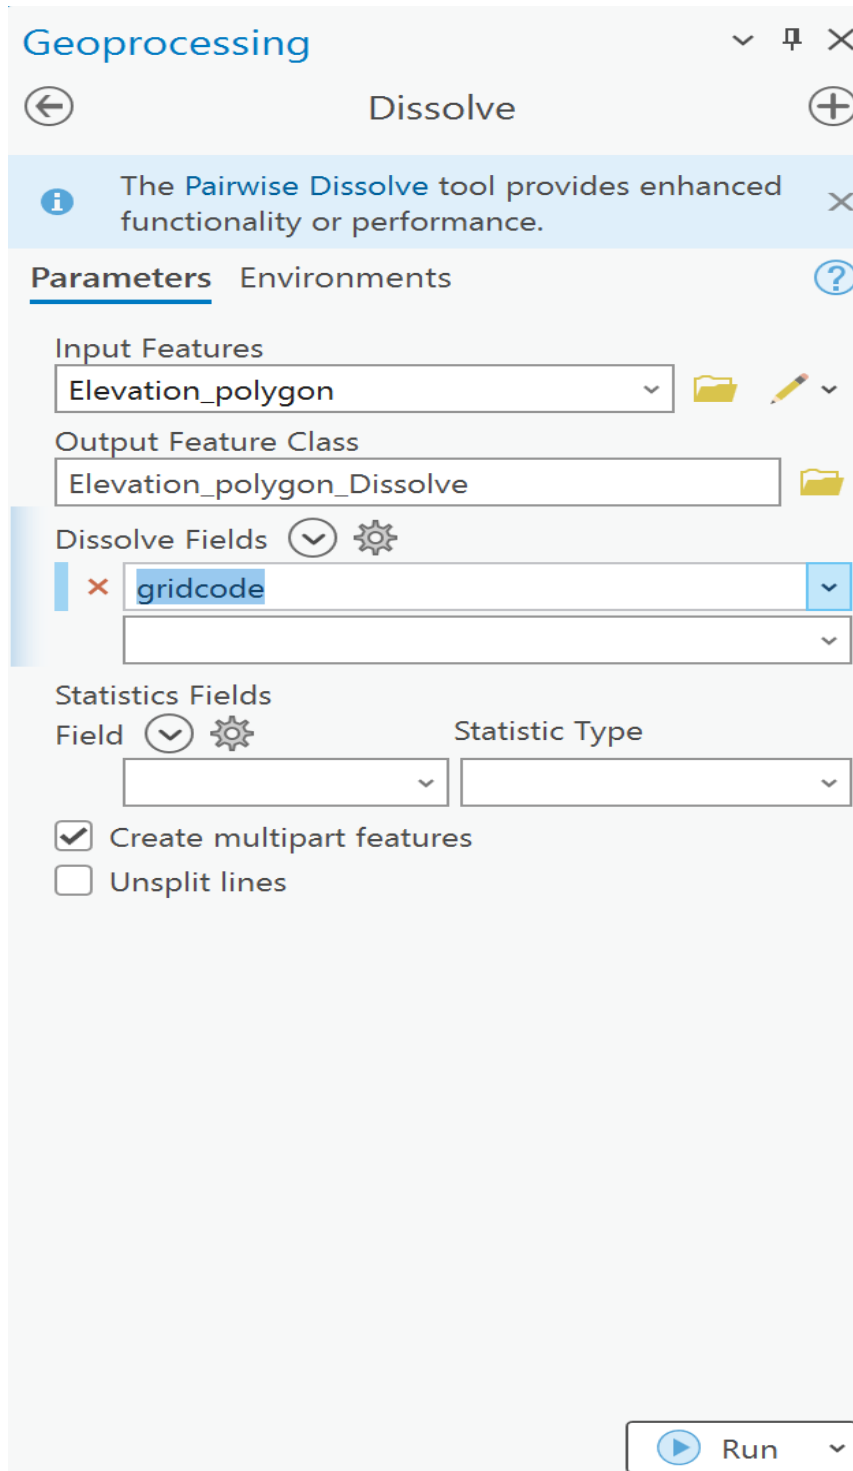 Geoprocessing
Dissolve
The Pairwise Dissolve tool provides enhanced
functionality or performance.
Parameters Environments
Input Features
Elevation_polygon
Output Feature Class
Elevation_polygon_Dissolve
Dissolve Fields
gridcode
Statistics Fields
Field Statistic Type
Create multipart features
Unsplit lines
Run